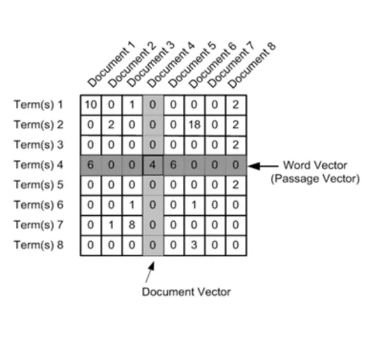 Document 1 Document 2 Document 3 Document 4 Document 5 Document 6 Document 7 Document 8
Term(s) 1 10 0 1 0 0 0 0 2
Term(s) 2 0 2 0 0 0 18 0 2
Term(s) 3 0 0 0 0 0 0 0 2
Term(s) 4 6 0 0 4 6 0 0 0
Word Vector
(Passage Vector)
Term(s) 5 0 0 0 0 0 0 0 2
Term(s) 6 0 0 1 0 0 1 0 0
Term(s) 7 0 1 8 0 0 0 0 0
Term(s) 8 0 0 0 0 0 3 0 0
Document Vector